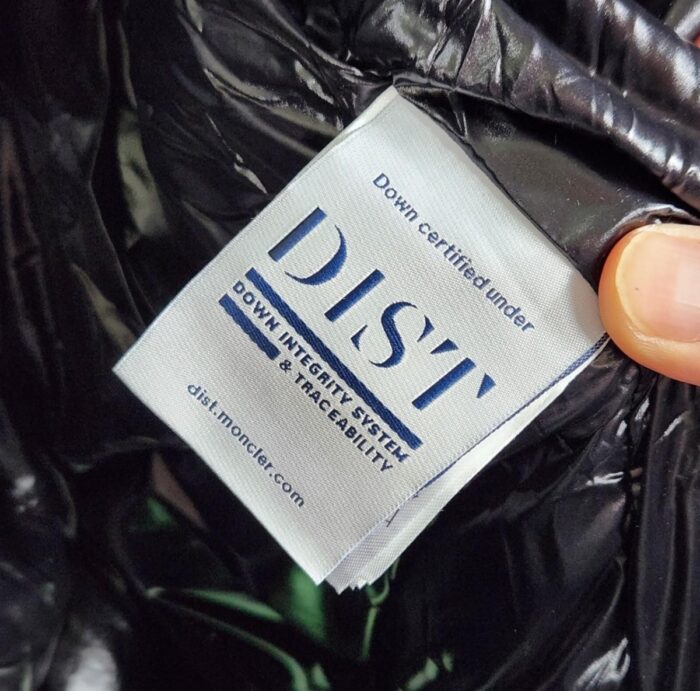 Down certified under
DIST
DOWN INTEGRITY SYSTEM
& TRACEABILITY
dist.moncler.com